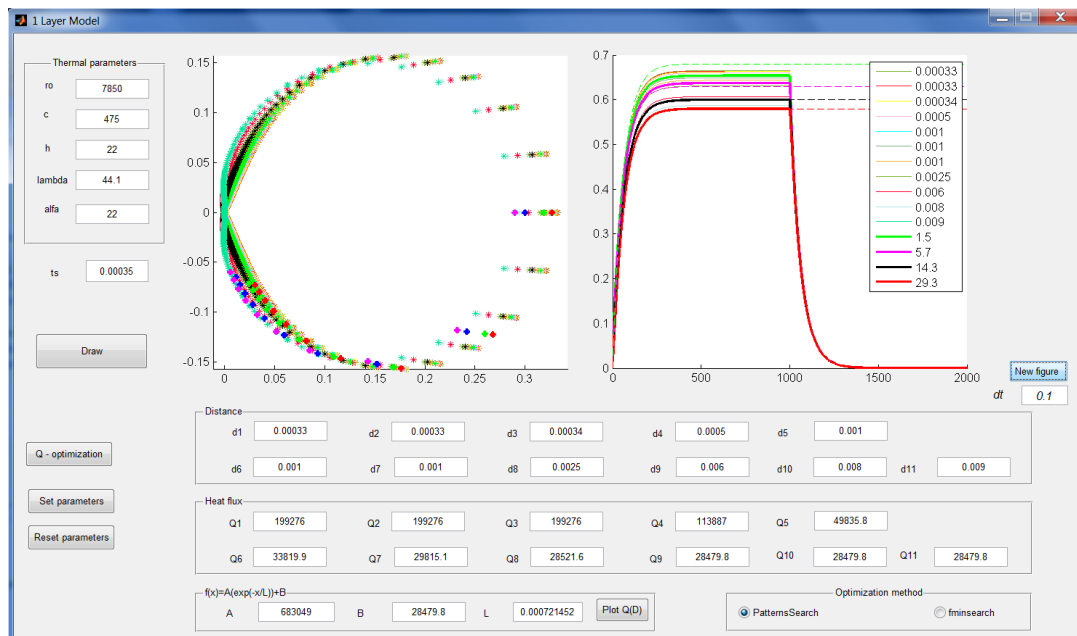 1 Layer Model
Thermal parameters
ro 7850
c 475
h 22
lambda 44.1
alfa 22
ts 0.00035
Draw
Q - optimization
Set parameters
Reset parameters
0.15
0.1
0.05
0
-0.05
-0.1
-0.15
0 0.05 0.1 0.15 0.2 0.25 0.3
0.7
0.6
0.5
0.4
0.3
0.2
0.1
0
0 500 1000 1500 2000
0.00033
0.00033
0.00034
0.0005
0.001
0.001
0.001
0.0025
0.006
0.008
0.009
1.5
5.7
14.3
29.3
New figure
dt 0.1
Distance
d1 0.00033 d2 0.00033 d3 0.00034 d4 0.0005 d5 0.001
d6 0.001 d7 0.001 d8 0.0025 d9 0.006 d10 0.008 d11 0.009
Heat flux
Q1 199276 Q2 199276 Q3 199276 Q4 113887 Q5 49835.8
Q6 33819.9 Q7 29815.1 Q8 28521.6 Q9 28479.8 Q10 28479.8 Q11 28479.8
f(x)=A(exp(-x/L))+B
A 683049 B 28479.8 L 0.000721452 Plot Q(D)
Optimization method
PatternsSearch fminsearch